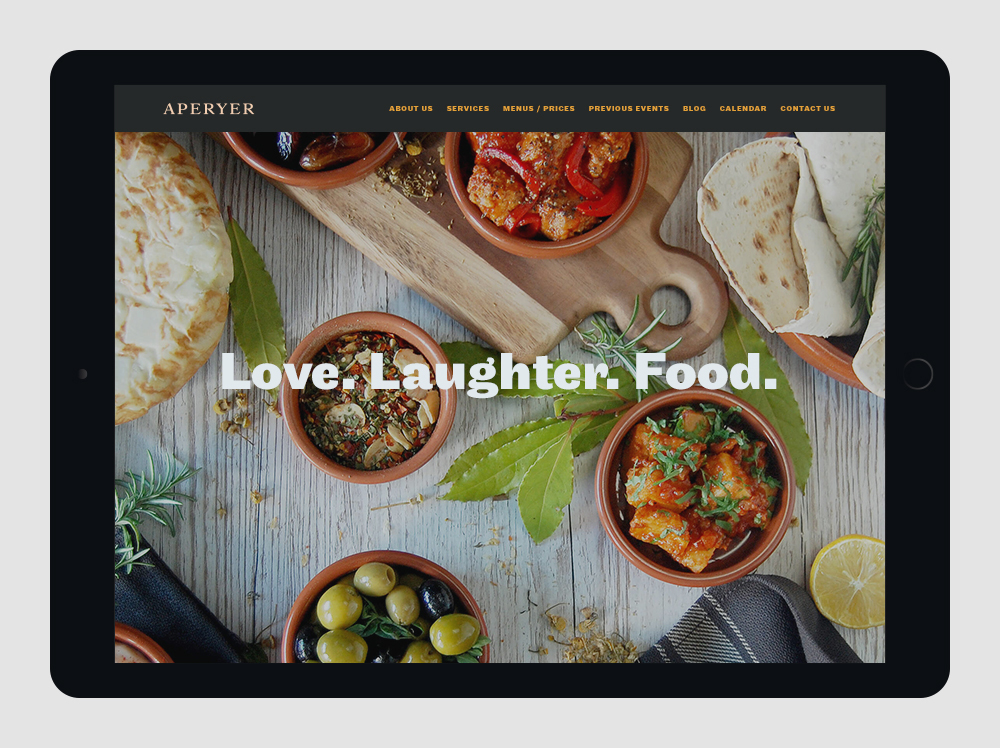 APERYER
ABOUT US SERVICES MENUS / PRICES PREVIOUS EVENTS BLOG CALENDAR CONTACT US
Love. Laughter. Food.